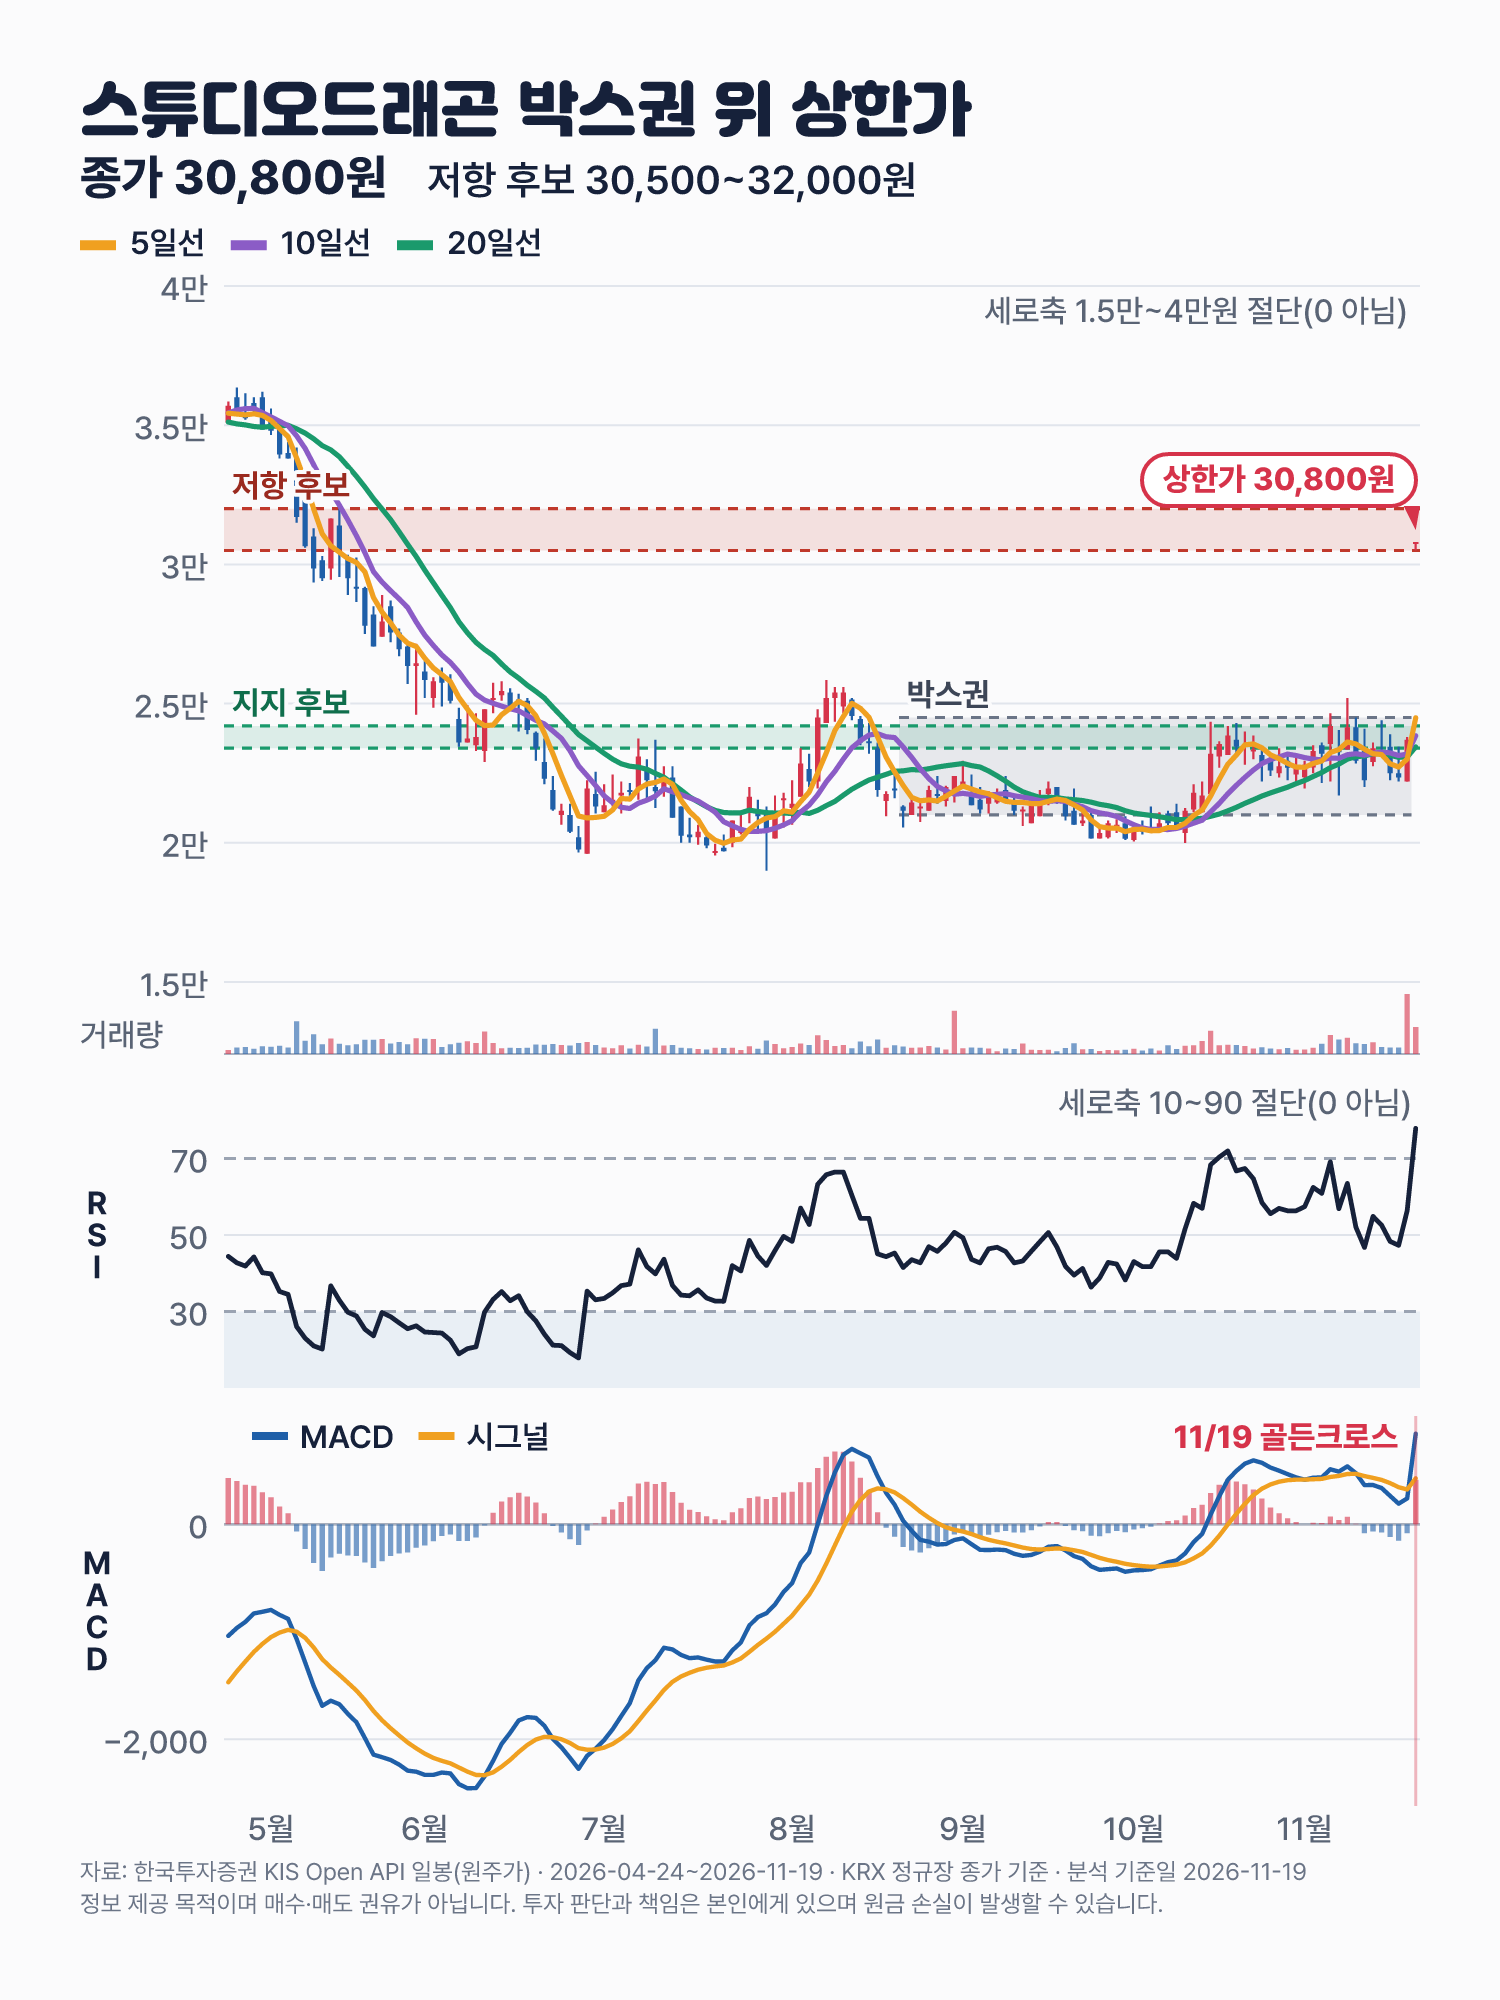 스튜디오드래곤 박스권 위 상한가
종가 30,800원 저항 후보 30,500~32,000원
5일선 10일선 20일선
4만
세로축 1.5만~4만원 절단(0 아님)
3.5만
저항 후보
상한가 30,800원
3만
지지 후보
박스권
2.5만
2만
1.5만
거래량
세로축 10~90 절단(0 아님)
70
RSI
50
30
MACD 시그널
11/19 골든크로스
0
MACD
−2,000
5월 6월 7월 8월 9월 10월 11월
자료: 한국투자증권 KIS Open API 일봉(원주가) · 2026-04-24~2026-11-19 · KRX 정규장 종가 기준 · 분석 기준일 2026-11-19
정보 제공 목적이며 매수·매도 권유가 아닙니다. 투자 판단과 책임은 본인에게 있으며 원금 손실이 발생할 수 있습니다.